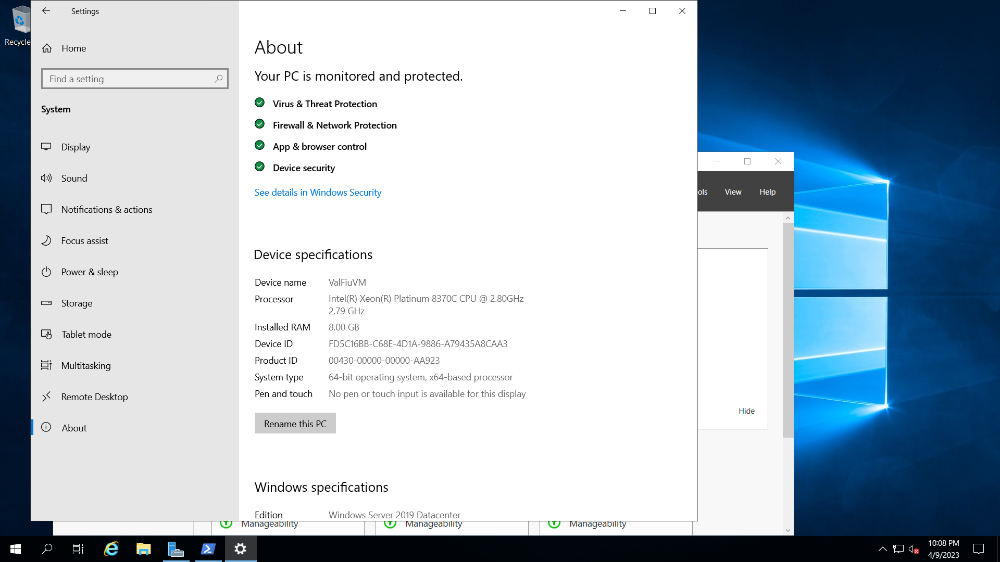 Settings
Home
Find a setting
System
Display
Sound
Notifications & actions
Focus assist
Power & sleep
Storage
Tablet mode
Multitasking
Remote Desktop
About
About
Your PC is monitored and protected.
Virus & Threat Protection
Firewall & Network Protection
App & browser control
Device security
See details in Windows Security
Device specifications
Device name ValFiuVM
Processor Intel(R) Xeon(R) Platinum 8370C CPU @ 2.80GHz
2.79 GHz
Installed RAM 8.00 GB
Device ID FD5C16BB-C68E-4D1A-9886-A79435A8CAA3
Product ID 00430-00000-00000-AA923
System type 64-bit operating system, x64-based processor
Pen and touch No pen or touch input is available for this display
Rename this PC
Windows specifications
Edition Windows Server 2019 Datacenter
Recycle
ols View Help
Hide
Manageability Manageability Manageability
10:08 PM
4/9/2023